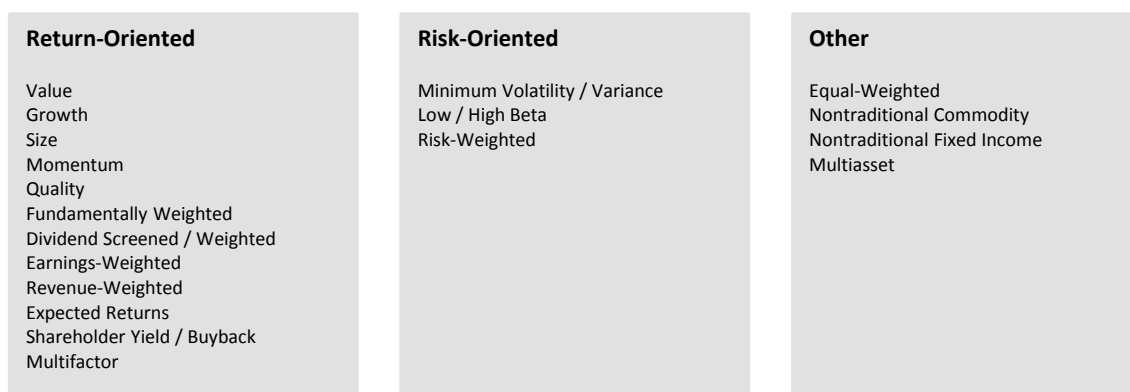 Return-Oriented
Value
Growth
Size
Momentum
Quality
Fundamentally Weighted
Dividend Screened / Weighted
Earnings-Weighted
Revenue-Weighted
Expected Returns
Shareholder Yield / Buyback
Multifactor
Risk-Oriented
Minimum Volatility / Variance
Low / High Beta
Risk-Weighted
Other
Equal-Weighted
Nontraditional Commodity
Nontraditional Fixed Income
Multiasset